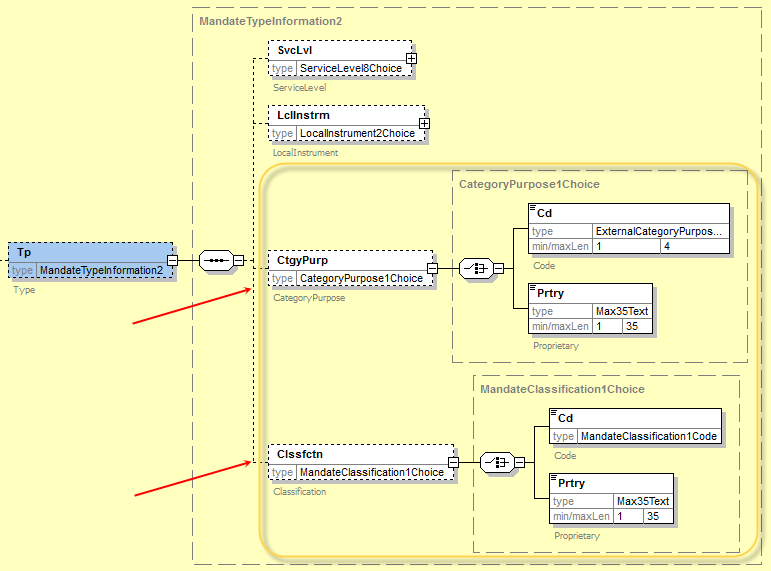 MandateTypeInformation2
SvcLvl
type ServiceLevel8Choice
ServiceLevel
LclInstrm
type LocalInstrument2Choice
LocalInstrument
Tp
type MandateTypeInformation2
Type
CtgyPurp
type CategoryPurpose1Choice
CategoryPurpose
CategoryPurpose1Choice
Cd
type ExternalCategoryPurpos...
min/maxLen 1 4
Code
Prtry
type Max35Text
min/maxLen 1 35
Proprietary
Clssfctn
type MandateClassification1Choice
Classification
MandateClassification1Choice
Cd
type MandateClassification1Code
Code
Prtry
type Max35Text
min/maxLen 1 35
Proprietary